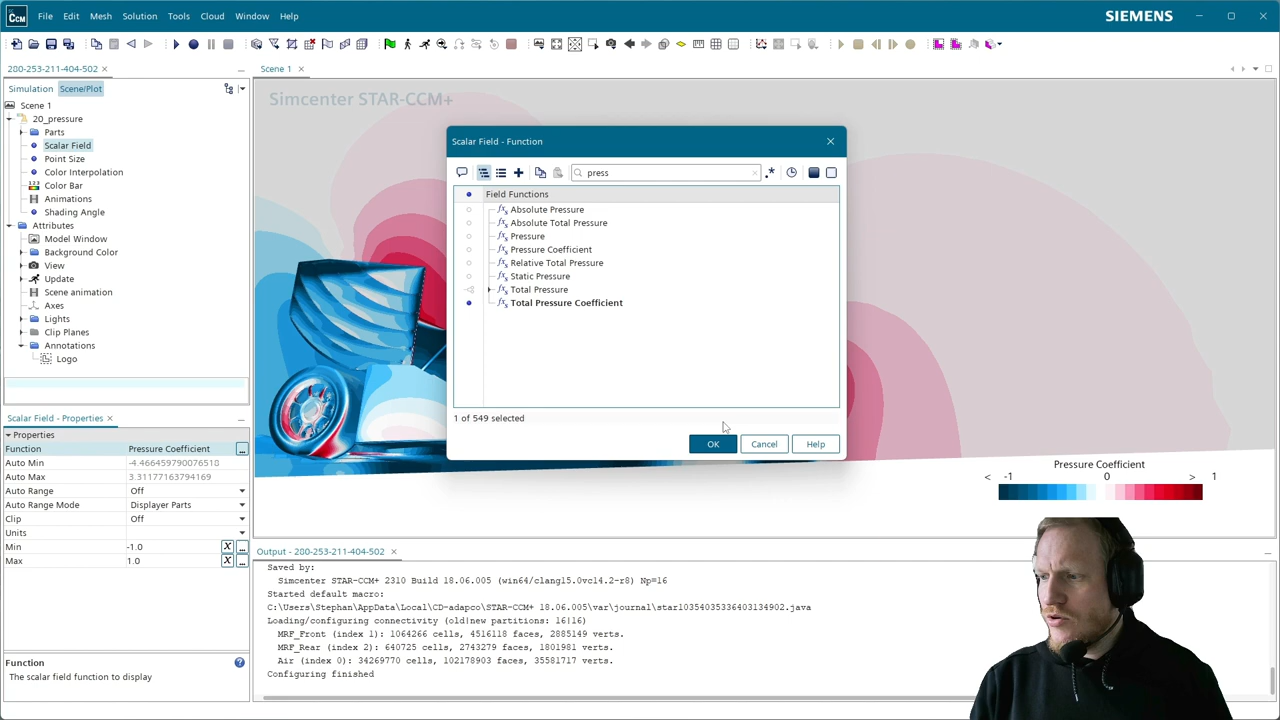 CCM File Edit Mesh Solution Tools Cloud Window Help SIEMENS
280-253-211-404-502
Simulation Scene/Plot
Scene 1
20_pressure
Parts
Scalar Field
Point Size
Color Interpolation
Color Bar
Animations
Shading Angle
Attributes
Model Window
Background Color
View
Update
Scene animation
Axes
Lights
Clip Planes
Annotations
Logo
Scalar Field - Properties
Properties
Function Pressure Coefficient
Auto Min -4.466459790076518
Auto Max 3.31177163794169
Auto Range Off
Auto Range Mode Displayer Parts
Clip Off
Units
Min -1.0
Max 1.0
Function
The scalar field function to display
Scene 1
Simcenter STAR-CCM+
Scalar Field - Function
press
Field Functions
Absolute Pressure
Absolute Total Pressure
Pressure
Pressure Coefficient
Relative Total Pressure
Static Pressure
Total Pressure
Total Pressure Coefficient
1 of 549 selected
OK Cancel Help
Pressure Coefficient
< -1 0 > 1
Output - 280-253-211-404-502
Saved by:
Simcenter STAR-CCM+ 2310 Build 18.06.005 (win64/clang15.0vc14.2-r8) Np=16
Started default macro:
C:\Users\Stephan\AppData\Local\CD-adapco\STAR-CCM+ 18.06.005\var\journal\star10354035336403134902.java
Loading/configuring connectivity (old|new partitions: 16|16)
MRF_Front (index 1): 1064266 cells, 4516118 faces, 2885149 verts.
MRF_Rear (index 2): 640725 cells, 2743279 faces, 1801981 verts.
Air (index 0): 34269770 cells, 102178903 faces, 35581717 verts.
Configuring finished